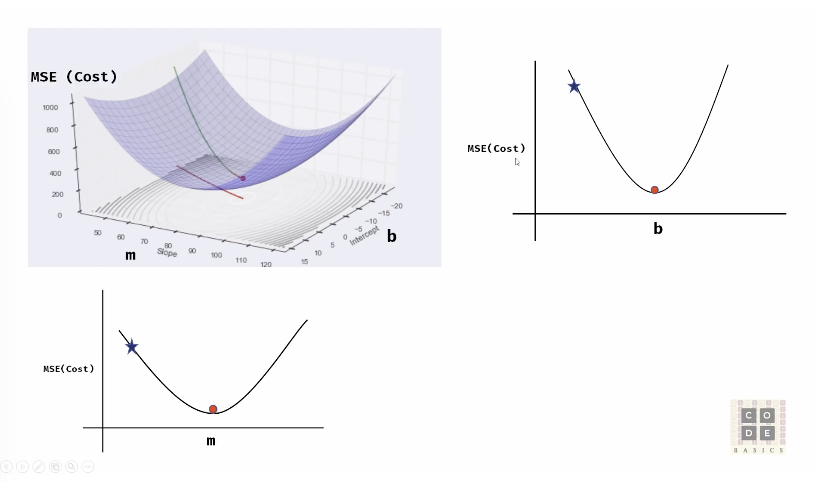 MSE (Cost)
1000
800
600
400
200
0
50
60
70
80
90
100
110
120
Slope
m
15
10
5
0
-5
-10
-15
-20
Intercept
b
MSE(Cost)
b
MSE(Cost)
m
C O
D E
BASICS